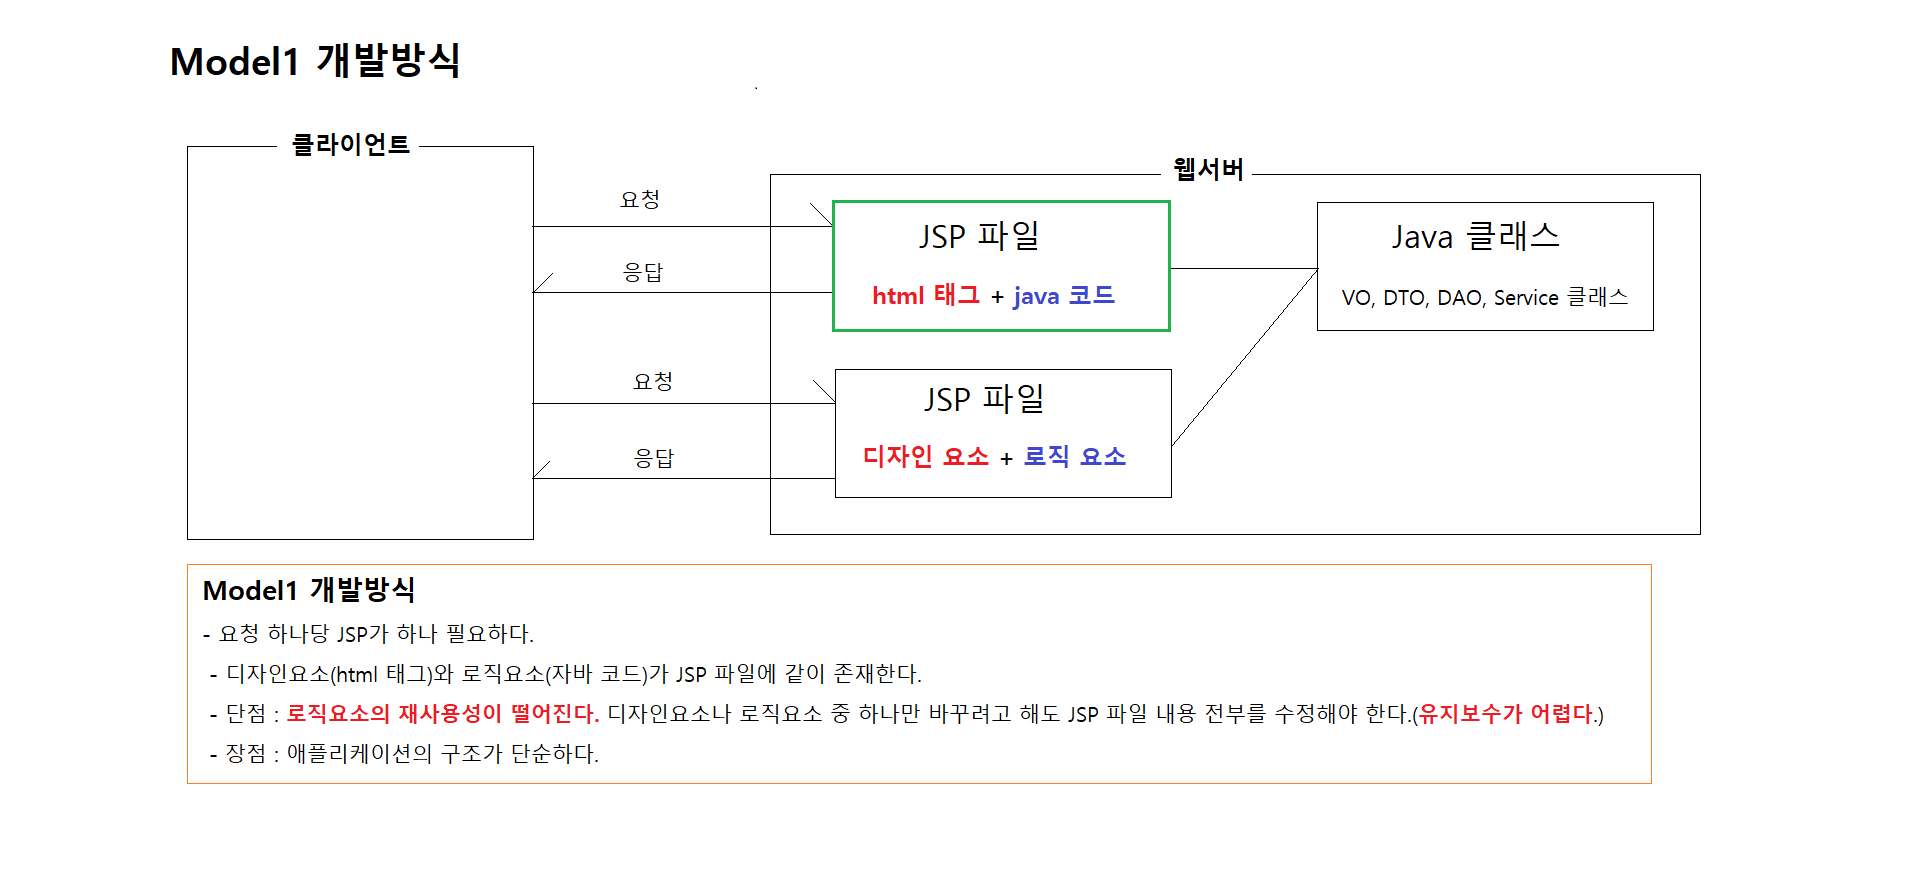 Model1 개발방식
클라이언트
웹서버
요청
응답
JSP 파일
html 태그 + java 코드
Java 클래스
VO, DTO, DAO, Service 클래스
요청
응답
JSP 파일
디자인 요소 + 로직 요소
Model1 개발방식
- 요청 하나당 JSP가 하나 필요하다.
- 디자인요소(html 태그)와 로직요소(자바 코드)가 JSP 파일에 같이 존재한다.
- 단점 : 로직요소의 재사용성이 떨어진다. 디자인요소나 로직요소 중 하나만 바꾸려고 해도 JSP 파일 내용 전부를 수정해야 한다.(유지보수가 어렵다.)
- 장점 : 애플리케이션의 구조가 단순하다.